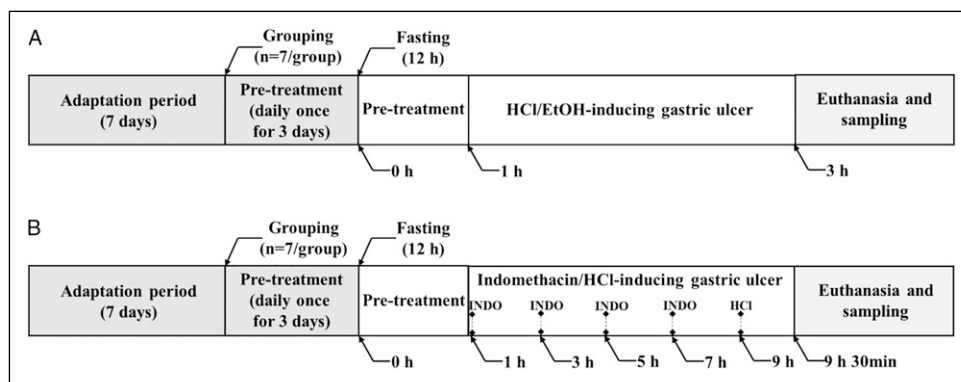 A
Grouping
(n=7/group)
Fasting
(12 h)
Adaptation period
(7 days)
Pre-treatment
(daily once
for 3 days)
Pre-treatment
HCl/EtOH-inducing gastric ulcer
Euthanasia and
sampling
0 h
1 h
3 h
B
Grouping
(n=7/group)
Fasting
(12 h)
Adaptation period
(7 days)
Pre-treatment
(daily once
for 3 days)
Pre-treatment
Indomethacin/HCl-inducing gastric ulcer
INDO INDO INDO INDO HCl
Euthanasia and
sampling
0 h
1 h
3 h
5 h
7 h
9 h
9 h 30min